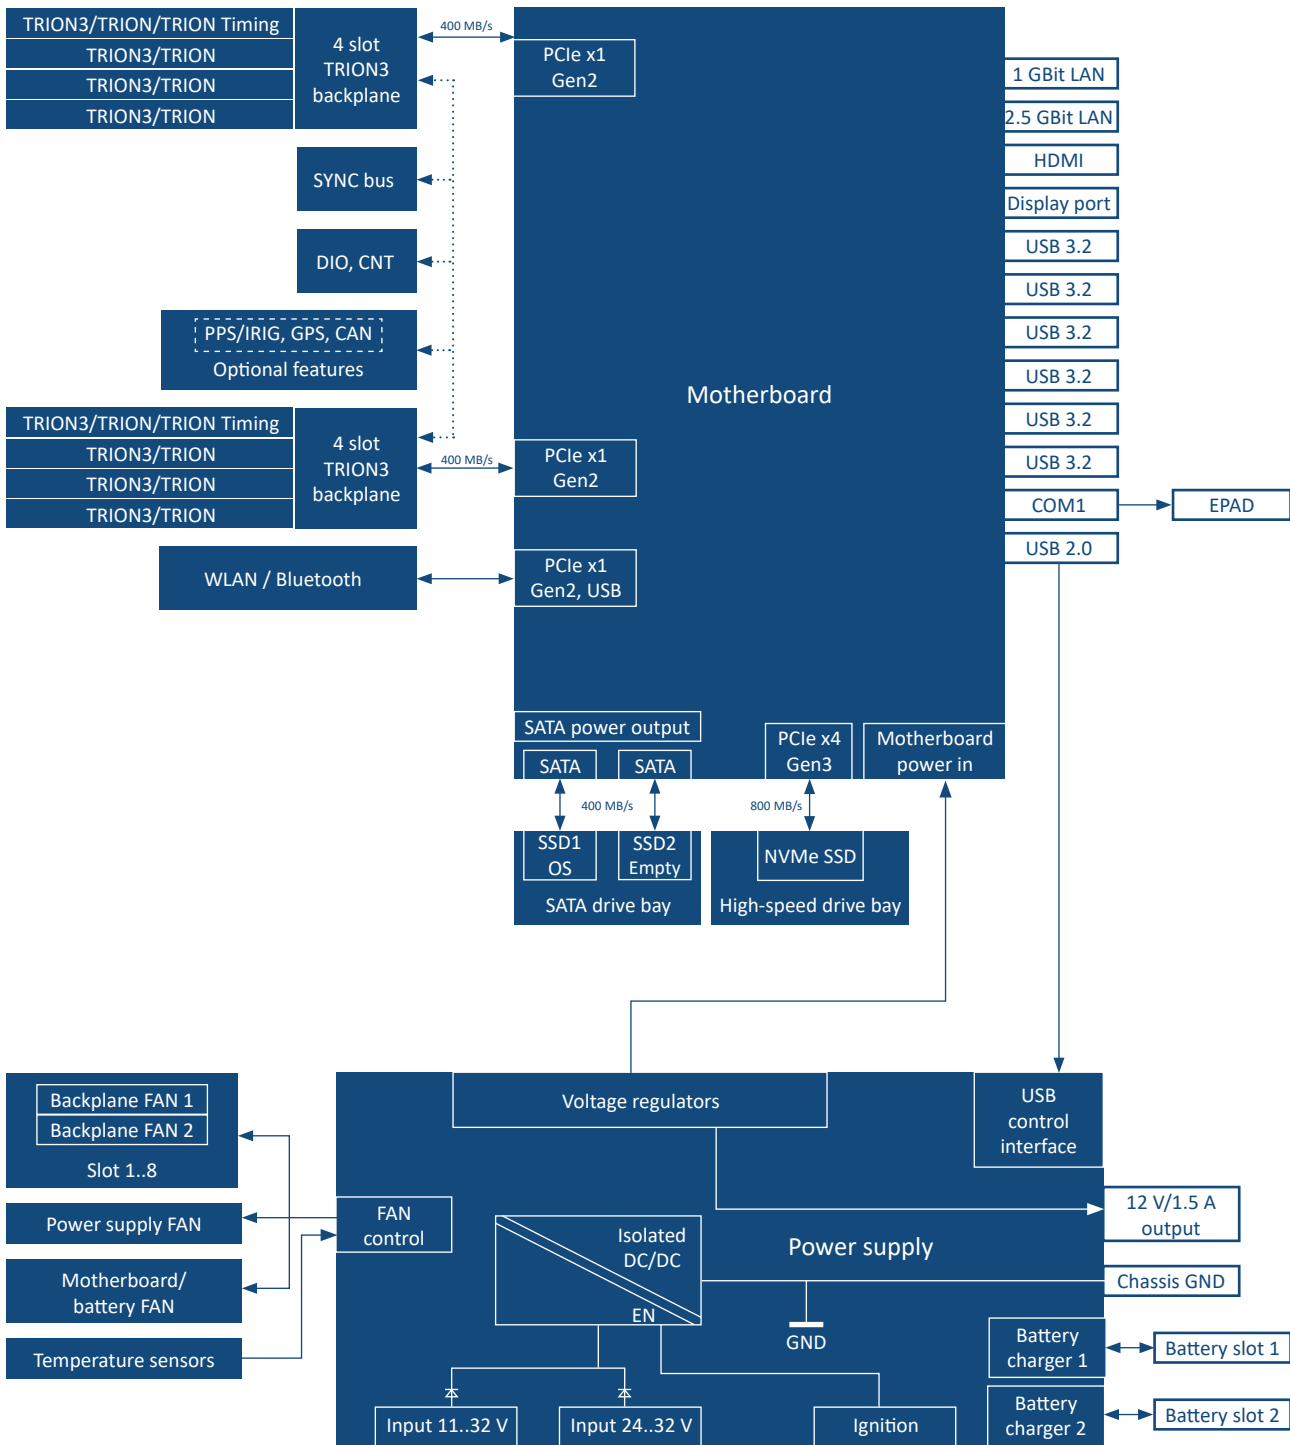 TRION3/TRION/TRION Timing
TRION3/TRION
TRION3/TRION
TRION3/TRION
4 slot
TRION3
backplane
400 MB/s
PCIe x1
Gen2
SYNC bus
DIO, CNT
PPS/IRIG, GPS, CAN
Optional features
TRION3/TRION/TRION Timing
TRION3/TRION
TRION3/TRION
TRION3/TRION
4 slot
TRION3
backplane
400 MB/s
PCIe x1
Gen2
WLAN / Bluetooth
PCIe x1
Gen2, USB
Motherboard
1 GBit LAN
2.5 GBit LAN
HDMI
Display port
USB 3.2
USB 3.2
USB 3.2
USB 3.2
USB 3.2
USB 3.2
COM1
EPAD
USB 2.0
SATA power output
SATA
SATA
PCIe x4
Gen3
Motherboard
power in
400 MB/s
800 MB/s
SSD1
OS
SSD2
Empty
SATA drive bay
NVMe SSD
High-speed drive bay
Backplane FAN 1
Backplane FAN 2
Slot 1..8
Power supply FAN
Motherboard/
battery FAN
Temperature sensors
FAN
control
Voltage regulators
USB
control
interface
Isolated
DC/DC
EN
Power supply
GND
12 V/1.5 A
output
Chassis GND
Battery
charger 1
Battery slot 1
Battery
charger 2
Battery slot 2
Input 11..32 V
Input 24..32 V
Ignition